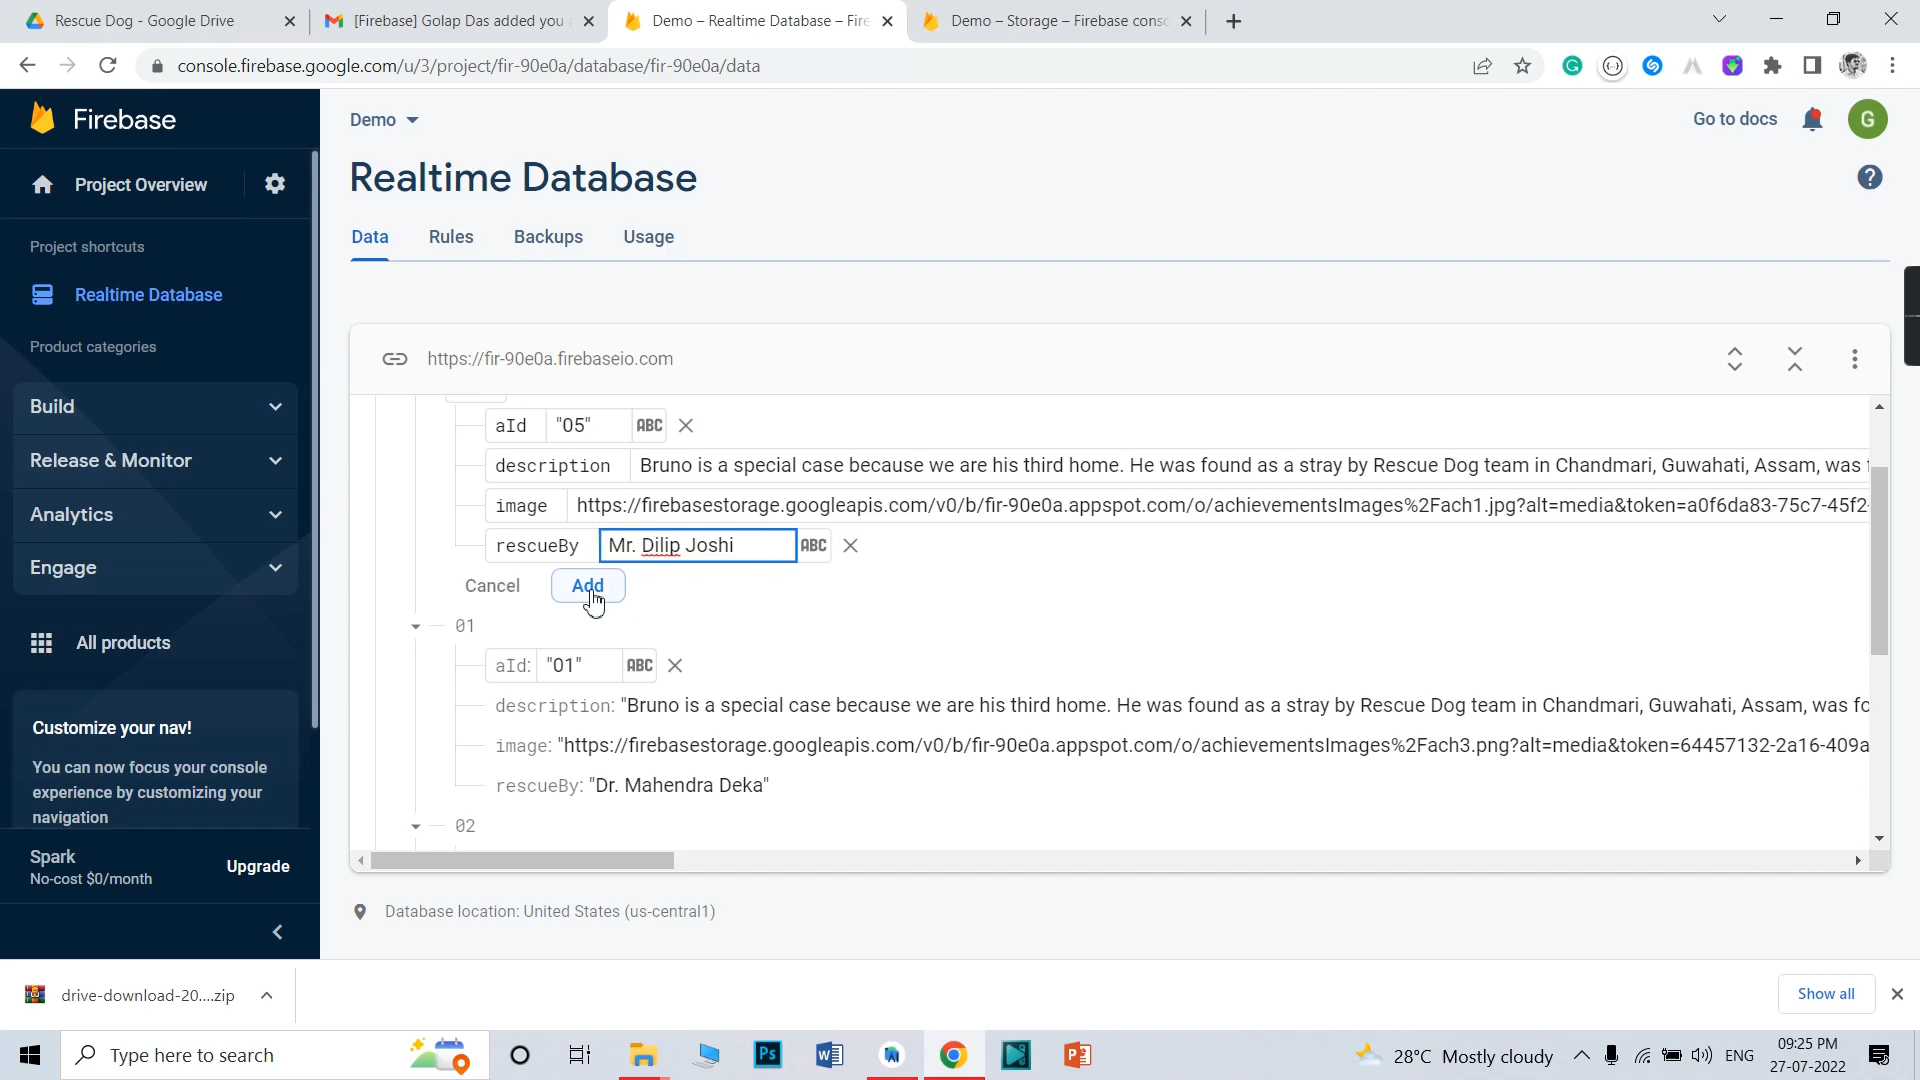 Rescue Dog - Google Drive
[Firebase] Golap Das added you a
Demo – Realtime Database – Fire
Demo – Storage – Firebase conso
console.firebase.google.com/u/3/project/fir-90e0a/database/fir-90e0a/data
Firebase
Demo
Go to docs
G
Project Overview
Realtime Database
?
Project shortcuts
Data
Rules
Backups
Usage
Realtime Database
Product categories
https://fir-90e0a.firebaseio.com
Build
aId "05" ABC
Release & Monitor
description Bruno is a special case because we are his third home. He was found as a stray by Rescue Dog team in Chandmari, Guwahati, Assam, was f
image https://firebasestorage.googleapis.com/v0/b/fir-90e0a.appspot.com/o/achievementsImages%2Fach1.jpg?alt=media&token=a0f6da83-75c7-45f2-
Analytics
rescueBy Mr. Dilip Joshi ABC
Engage
Cancel
Add
01
All products
aId: "01" ABC
description: "Bruno is a special case because we are his third home. He was found as a stray by Rescue Dog team in Chandmari, Guwahati, Assam, was fo
Customize your nav!
image: "https://firebasestorage.googleapis.com/v0/b/fir-90e0a.appspot.com/o/achievementsImages%2Fach3.png?alt=media&token=64457132-2a16-409a
You can now focus your console
experience by customizing your
navigation
rescueBy: "Dr. Mahendra Deka"
02
Spark
No-cost $0/month
Upgrade
Database location: United States (us-central1)
drive-download-20....zip
Show all
Type here to search
Ps
28°C Mostly cloudy
ENG
09:25 PM
27-07-2022